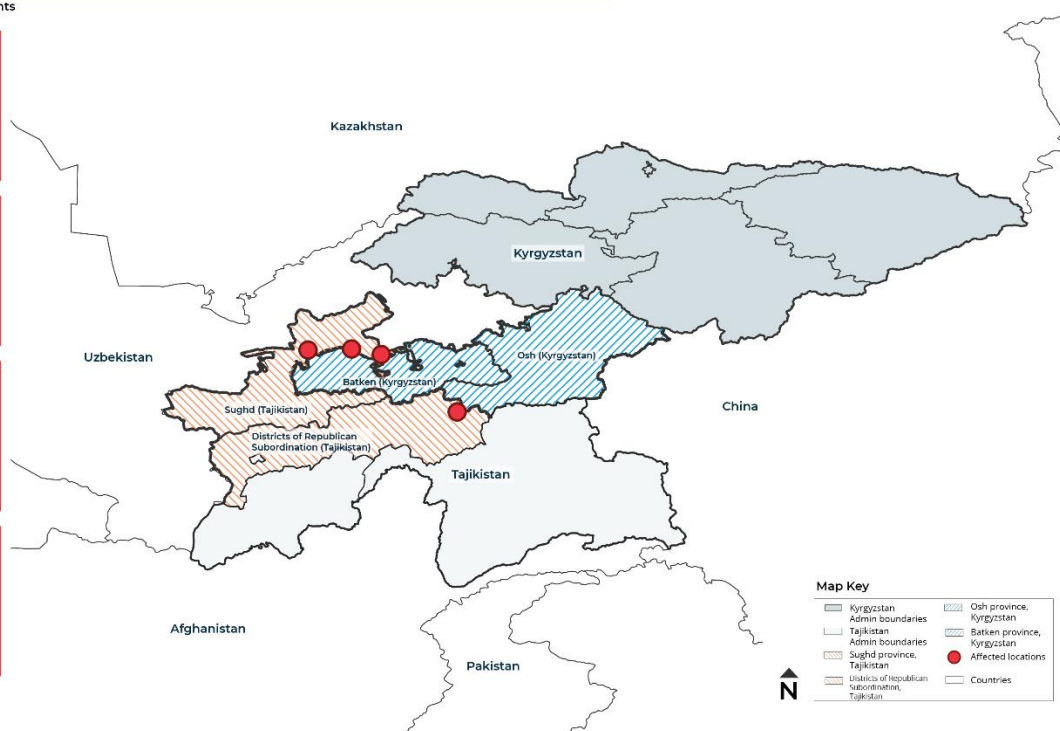 nts
Kazakhstan
Kyrgyzstan
Uzbekistan
Osh (Kyrgyzstan)
Batken (Kyrgyzstan)
China
Sughd (Tajikistan)
Districts of Republican
Subordination (Tajikistan)
Tajikistan
Afghanistan
Pakistan
N
Map Key
Kyrgyzstan
Admin boundaries
Tajikistan
Admin boundaries
Sughd province,
Tajikistan
Districts of Republican
Subordination,
Tajikistan
Osh province,
Kyrgyzstan
Batken province,
Kyrgyzstan
Affected locations
Countries